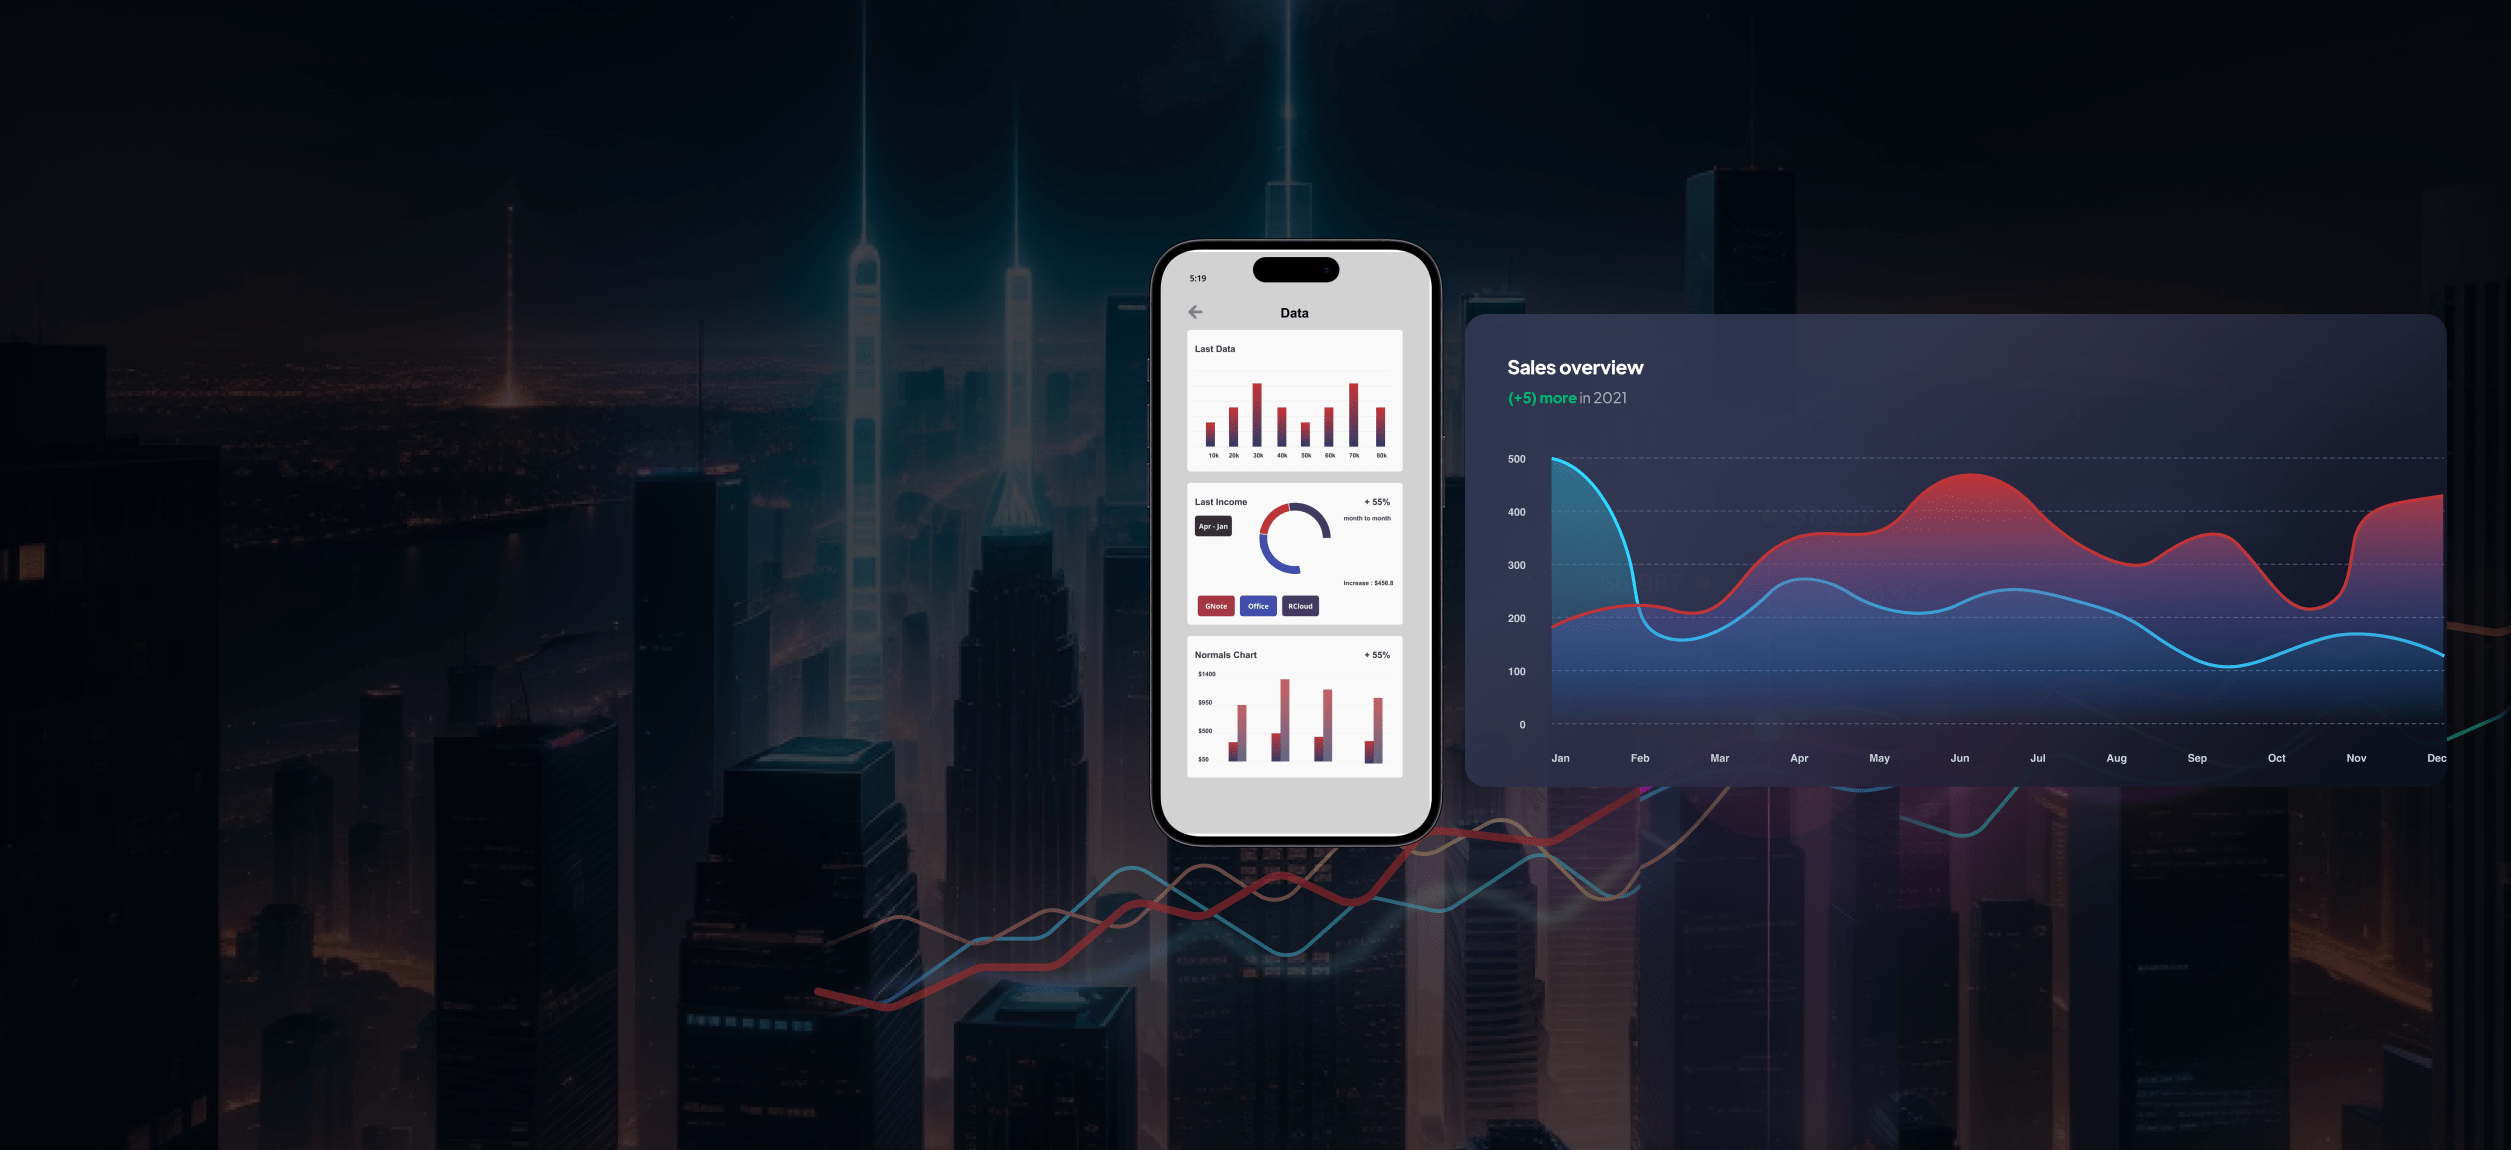 5:19
Data
Last Data
10k 20k 30k 40k 50k 60k 70k 80k
Last Income
+ 55%
month to month
Apr - Jan
Increase : $456.8
GNote Office RCloud
Normals Chart
+ 55%
$1400
$950
$500
$50
Sales overview
(+5) more in 2021
500
400
300
200
100
0
Jan Feb Mar Apr May Jun Jul Aug Sep Oct Nov Dec